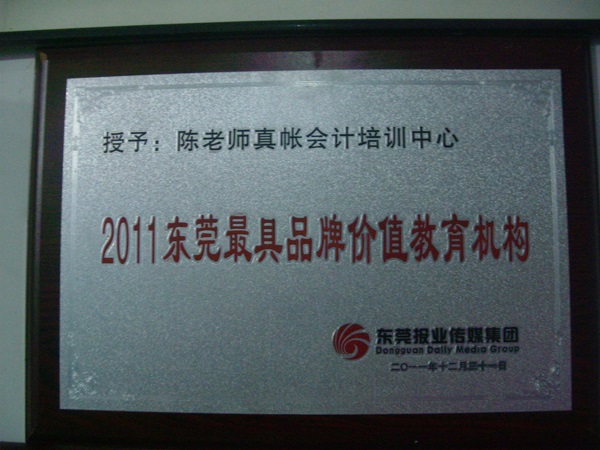 授予：陈老师真帐会计培训中心
2011东莞最具品牌价值教育机构
东莞报业传媒集团
Dongguan Daily Media Group
二〇一一年十二月三十一日